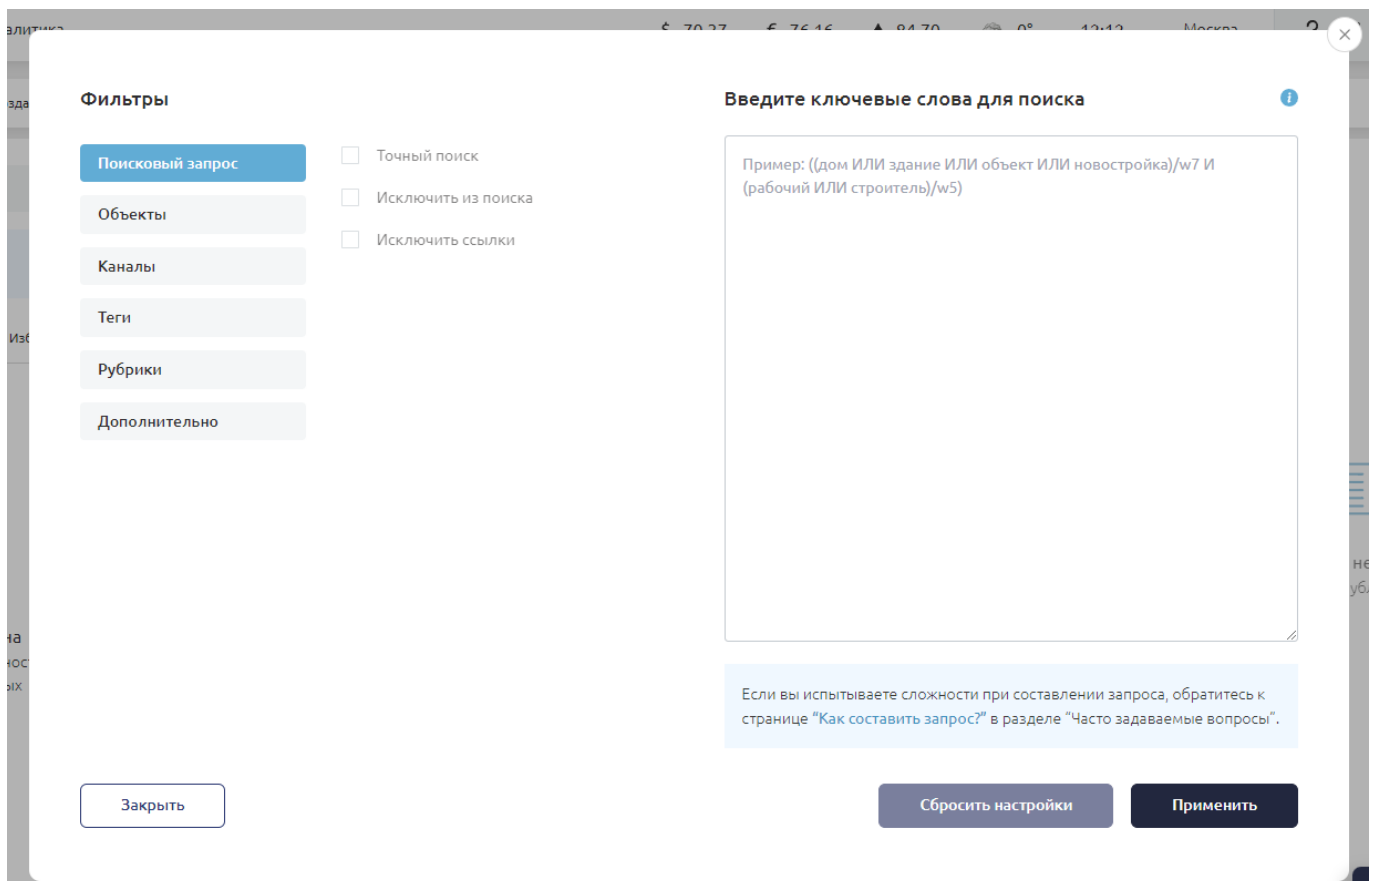 Фильтры
Поисковый запрос
Объекты
Каналы
Теги
Рубрики
Дополнительно
Точный поиск
Исключить из поиска
Исключить ссылки
Введите ключевые слова для поиска
Пример: ((дом ИЛИ здание ИЛИ объект ИЛИ новостройка)/w7 И
(рабочий ИЛИ строитель)/w5)
Если вы испытываете сложности при составлении запроса, обратитесь к
странице “Как составить запрос?” в разделе “Часто задаваемые вопросы”.
Закрыть
Сбросить настройки
Применить